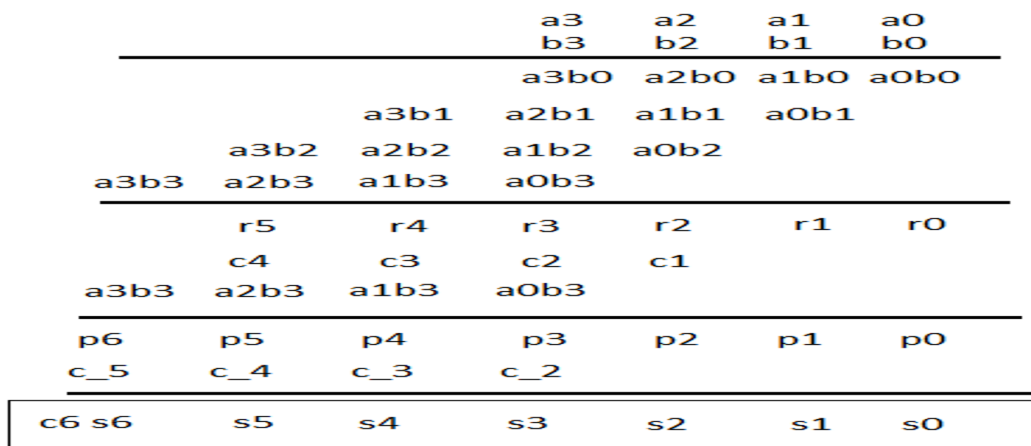 a3 a2 a1 a0
b3 b2 b1 b0
a3b0 a2b0 a1b0 a0b0
a3b1 a2b1 a1b1 a0b1
a3b2 a2b2 a1b2 a0b2
a3b3 a2b3 a1b3 a0b3
r5 r4 r3 r2 r1 r0
c4 c3 c2 c1
a3b3 a2b3 a1b3 a0b3
p6 p5 p4 p3 p2 p1 p0
c_5 c_4 c_3 c_2
c6 s6 s5 s4 s3 s2 s1 s0